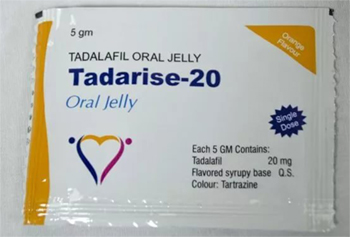 5 gm
Orange
Flavour
TADALAFIL ORAL JELLY
Tadarise-20
Oral Jelly
Single
Dose
Each 5 GM Contains:
Tadalafil 20 mg
Flavored syrupy base Q.S.
Colour: Tartrazine